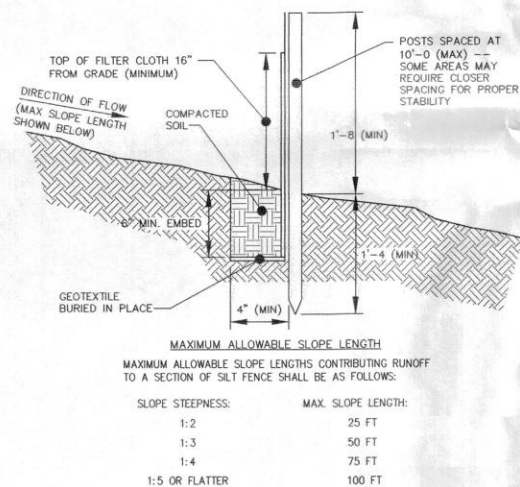 TOP OF FILTER CLOTH 16"
FROM GRADE (MINIMUM)
POSTS SPACED AT
10'-0 (MAX) --
SOME AREAS MAY
REQUIRE CLOSER
SPACING FOR PROPER
STABILITY
DIRECTION OF FLOW
(MAX SLOPE LENGTH
SHOWN BELOW)
COMPACTED
SOIL
1'-8 (MIN)
6" MIN. EMBED
1'-4 (MIN)
GEOTEXTILE
BURIED IN PLACE
4" (MIN)
MAXIMUM ALLOWABLE SLOPE LENGTH
MAXIMUM ALLOWABLE SLOPE LENGTHS CONTRIBUTING RUNOFF
TO A SECTION OF SILT FENCE SHALL BE AS FOLLOWS:
SLOPE STEEPNESS: MAX. SLOPE LENGTH:
1:2 25 FT
1:3 50 FT
1:4 75 FT
1:5 OR FLATTER 100 FT